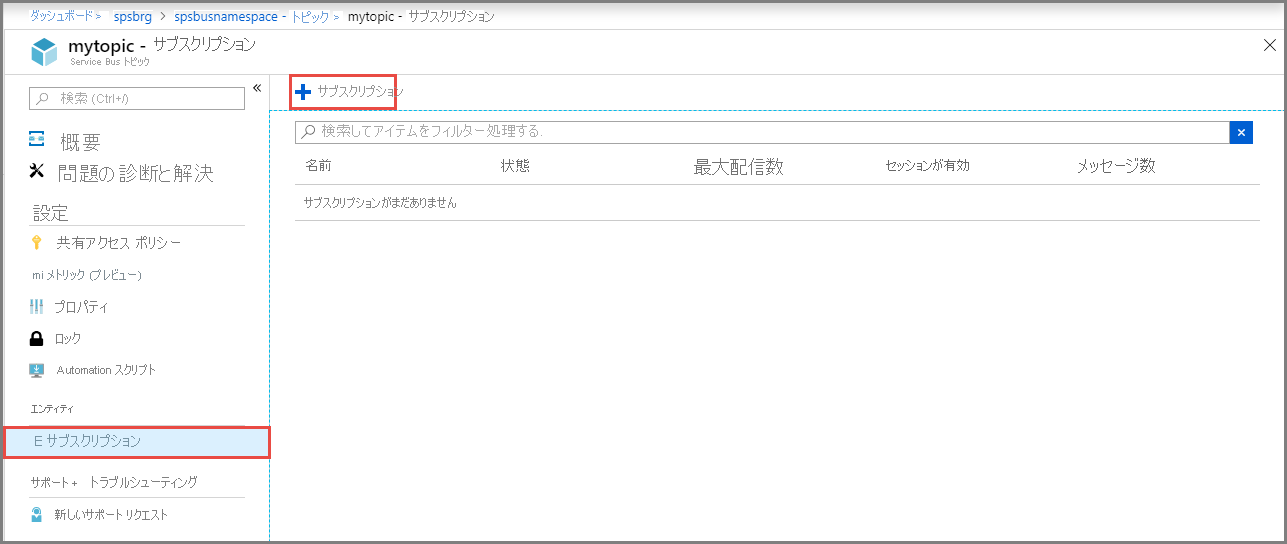 ダッシュボード > spsbrg > spsbusnamespace - トピック > mytopic - サブスクリプション
mytopic - サブスクリプション
Service Bus トピック
検索 (Ctrl+/)
概要
問題の診断と解決
設定
共有アクセス ポリシー
mi メトリック (プレビュー)
プロパティ
ロック
Automation スクリプト
エンティティ
E サブスクリプション
サポート + トラブルシューティング
新しいサポート リクエスト
サブスクリプション
検索してアイテムをフィルター処理する.
名前 状態 最大配信数 セッションが有効 メッセージ数
サブスクリプションがまだありません